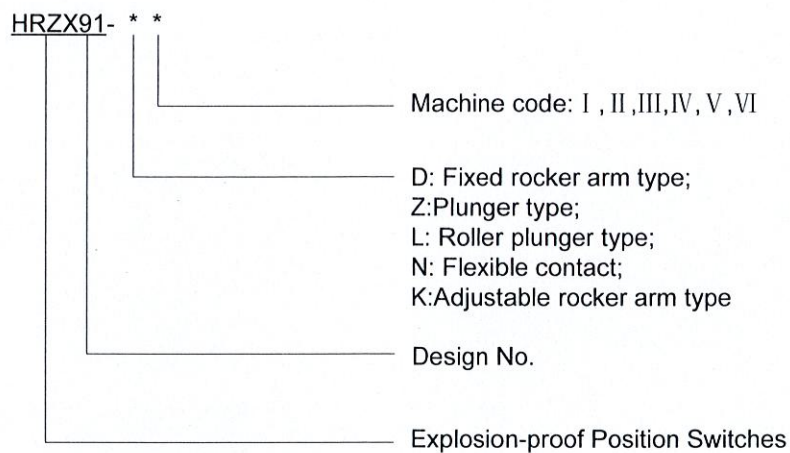 HRZX91- * *
Machine code: Ⅰ , Ⅱ ,Ⅲ,Ⅳ, Ⅴ ,Ⅵ
D: Fixed rocker arm type;
Z:Plunger type;
L: Roller plunger type;
N: Flexible contact;
K:Adjustable rocker arm type
Design No.
Explosion-proof Position Switches